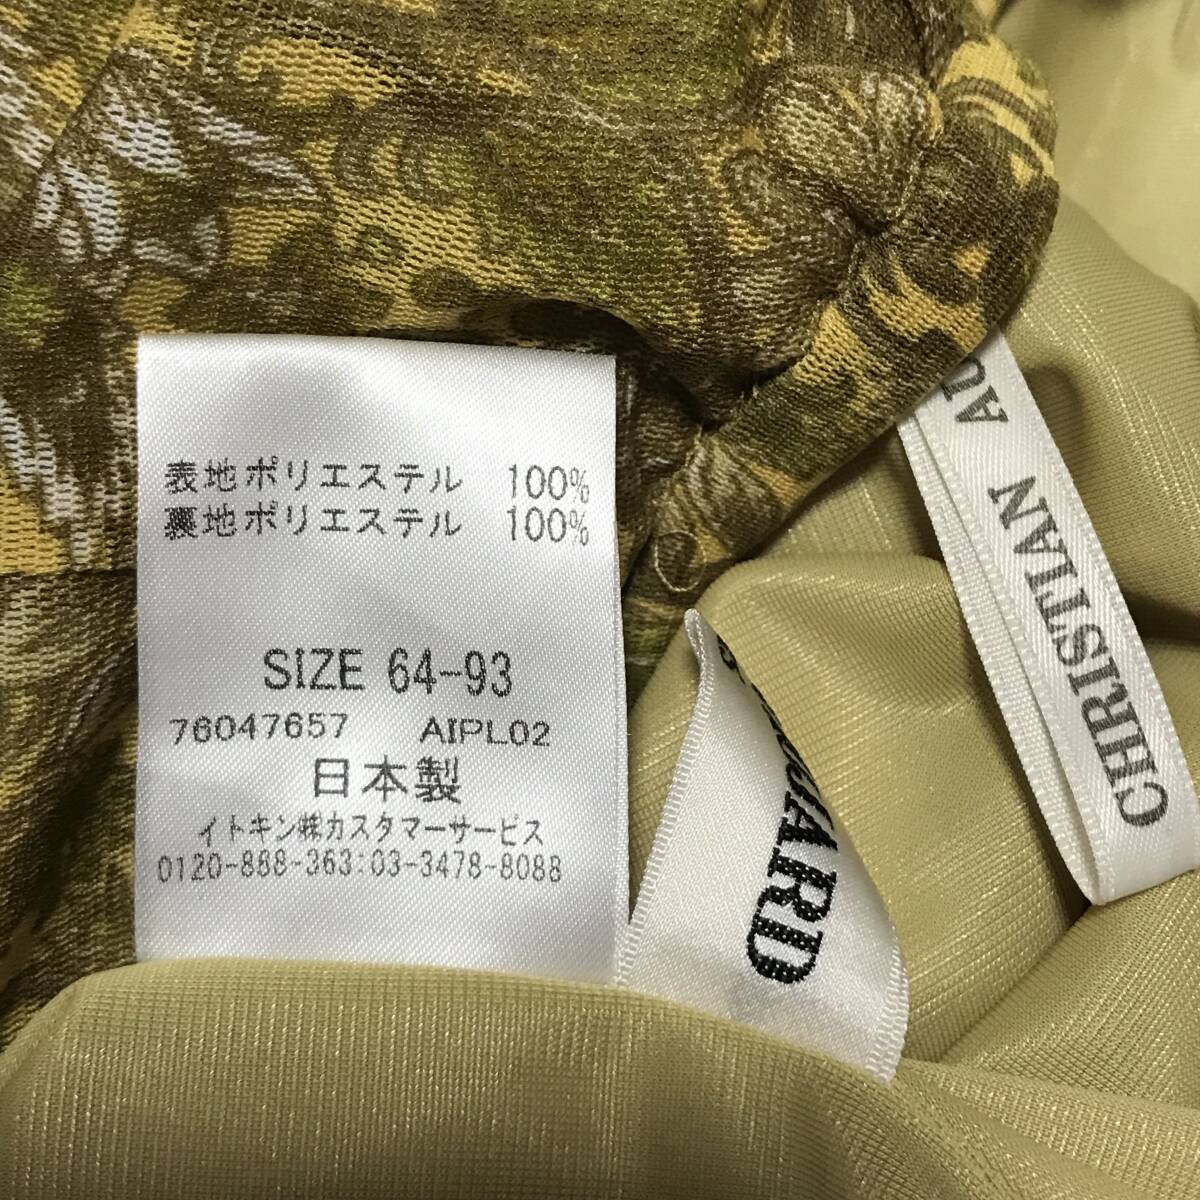 表地ポリエステル 100%
裏地ポリエステル 100%
SIZE 64-93
76047657 AIPL02
日本製
イトキン㈱カスタマーサービス
0120-888-363:03-3478-8088
CHRISTIAN AU